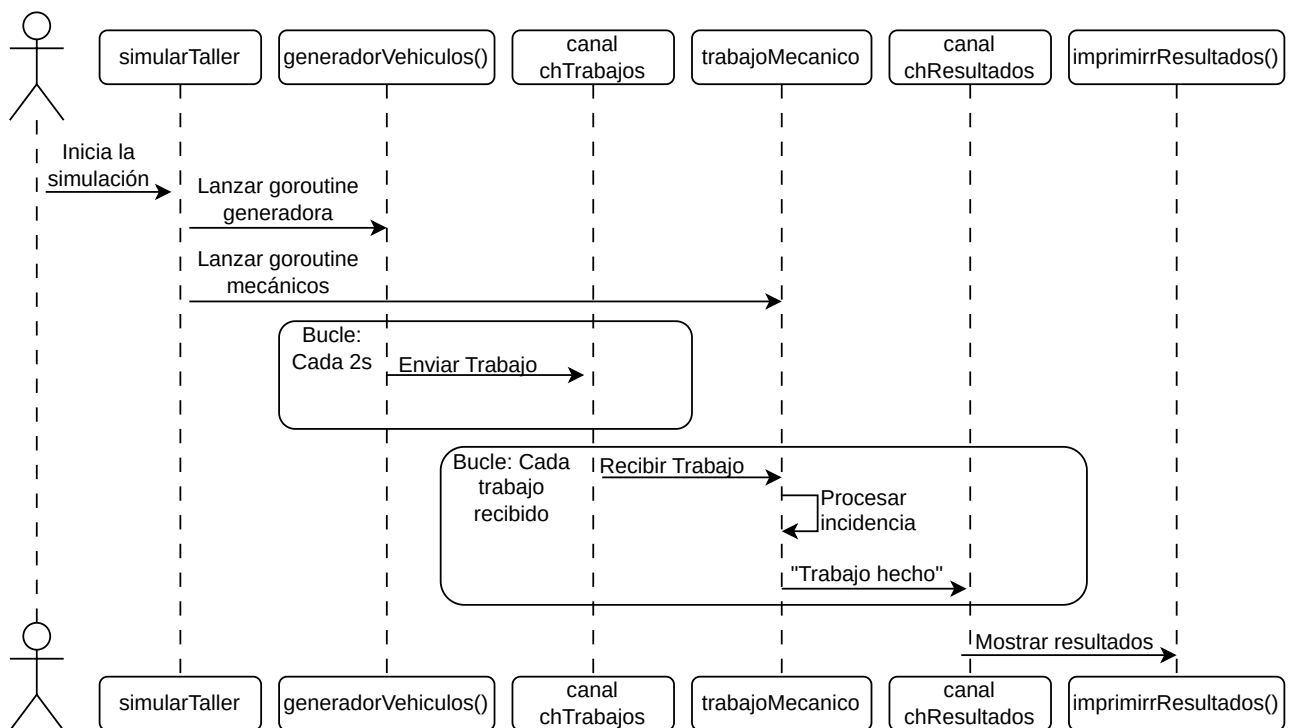 simularTaller
generadorVehiculos()
canal
chTrabajos
trabajoMecanico
canal
chResultados
imprimirrResultados()
Inicia la
simulación
Lanzar goroutine
generadora
Lanzar goroutine
mecánicos
Bucle:
Cada 2s
Enviar Trabajo
Bucle: Cada
trabajo
recibido
Recibir Trabajo
Procesar
incidencia
"Trabajo hecho"
Mostrar resultados
simularTaller
generadorVehiculos()
canal
chTrabajos
trabajoMecanico
canal
chResultados
imprimirrResultados()